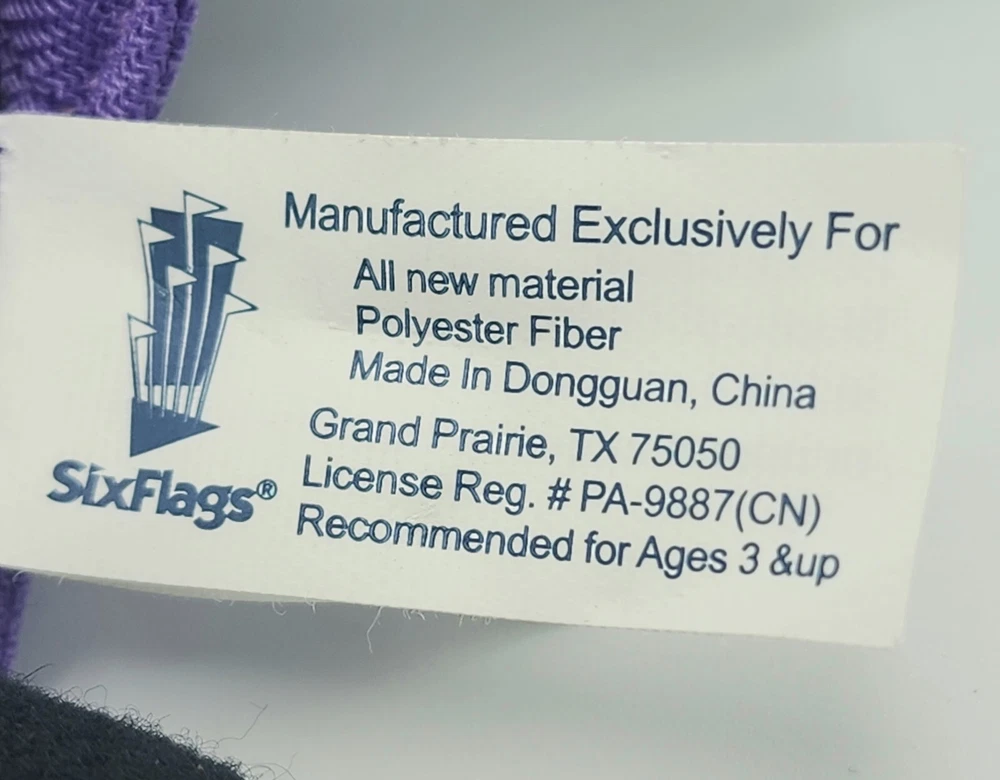 Manufactured Exclusively For
All new material
Polyester Fiber
Made In Dongguan, China
Grand Prairie, TX 75050
License Reg. # PA-9887(CN)
Recommended for Ages 3 &up
SixFlags®